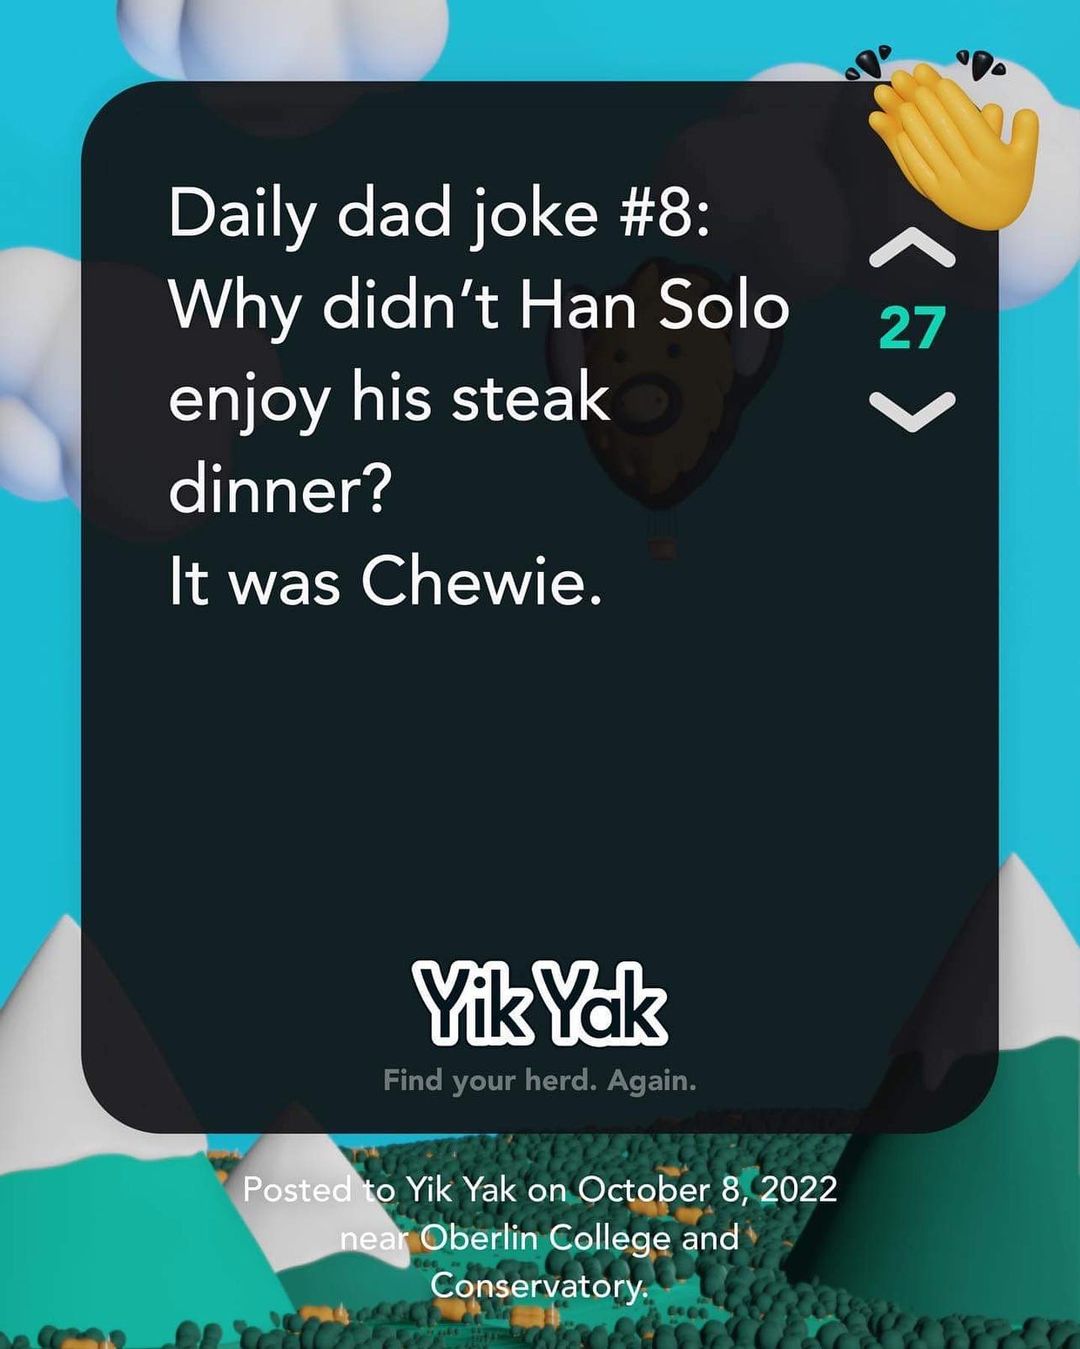 Daily dad joke #8:
Why didn't Han Solo
enjoy his steak
dinner?
It was Chewie.
27
Yik Yak
Find your herd. Again.
Posted to Yik Yak on October 8, 2022
near Oberlin College and
Conservatory.